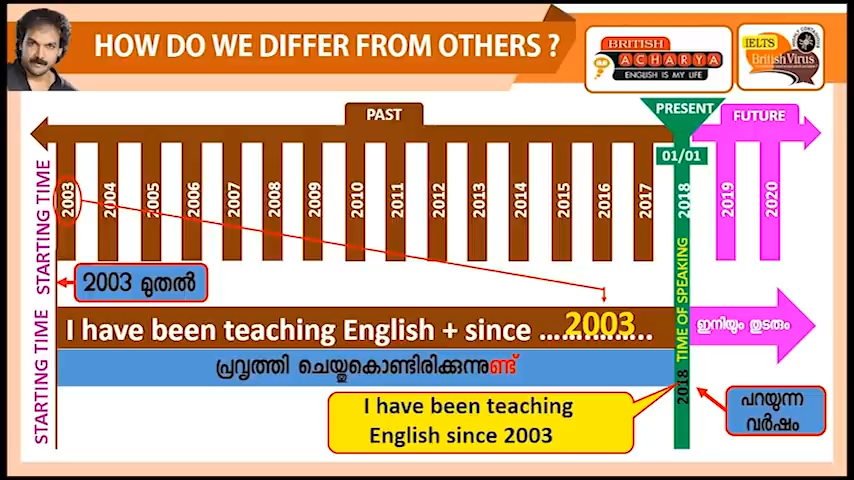 HOW DO WE DIFFER FROM OTHERS ?
BRITISH
ACHARYA
ENGLISH IS MY LIFE
IELTS
British Virus
PAST
PRESENT
FUTURE
01/01
STARTING TIME
2003
2004
2005
2006
2007
2008
2009
2010
2011
2012
2013
2014
2015
2016
2017
2018
2019
2020
2003 മുതൽ
STARTING TIME
I have been teaching English + since ................
2003
TIME OF SPEAKING
2018
ഇനിയും തുടരും
പ്രവൃത്തി ചെയ്തുകൊണ്ടിരിക്കുന്നുണ്ട്
I have been teaching
English since 2003
പറയുന്ന
വർഷം